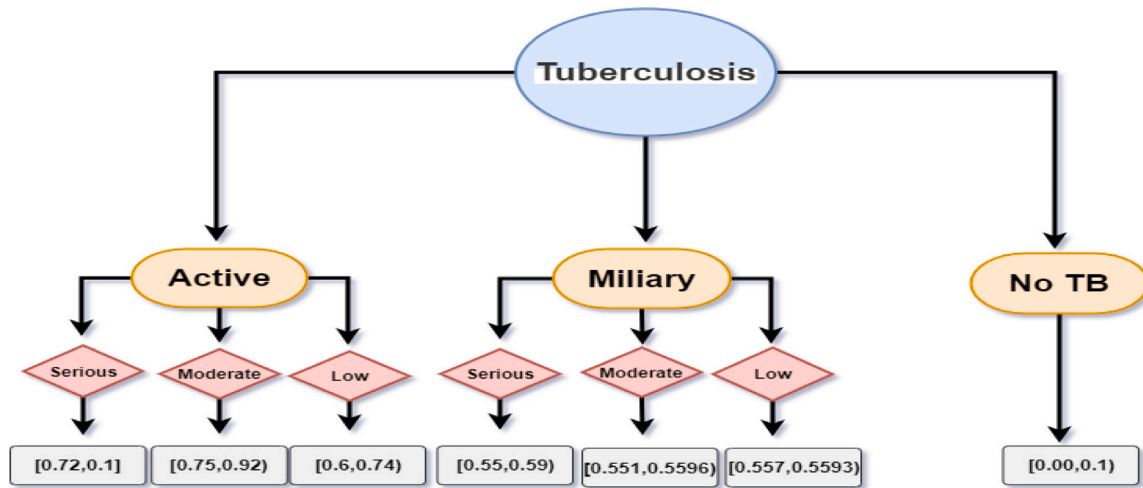 Tuberculosis
Active
Miliary
No TB
Serious
Moderate
Low
Serious
Moderate
Low
[0.72,0.1]
[0.75,0.92)
[0.6,0.74)
[0.55,0.59)
[0.551,0.5596)
[0.557,0.5593)
[0.00,0.1)